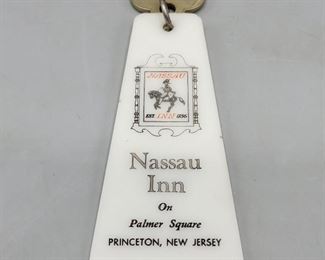 NASSAU
EST. INN 1756
Nassau
Inn
On
Palmer Square
PRINCETON, NEW JERSEY